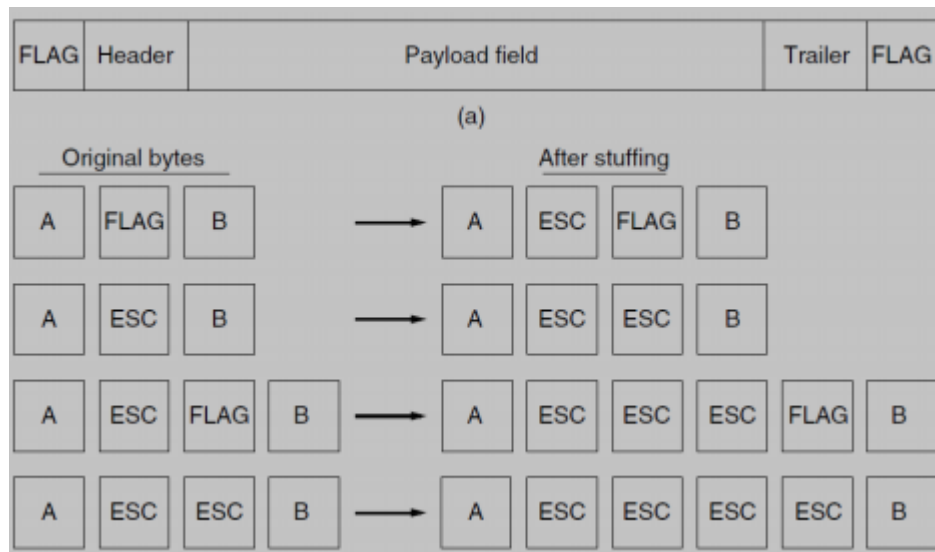 FLAG Header Payload field Trailer FLAG
(a)
Original bytes After stuffing
A FLAG B A ESC FLAG B
A ESC B A ESC ESC B
A ESC FLAG B A ESC ESC ESC FLAG B
A ESC ESC B A ESC ESC ESC ESC B